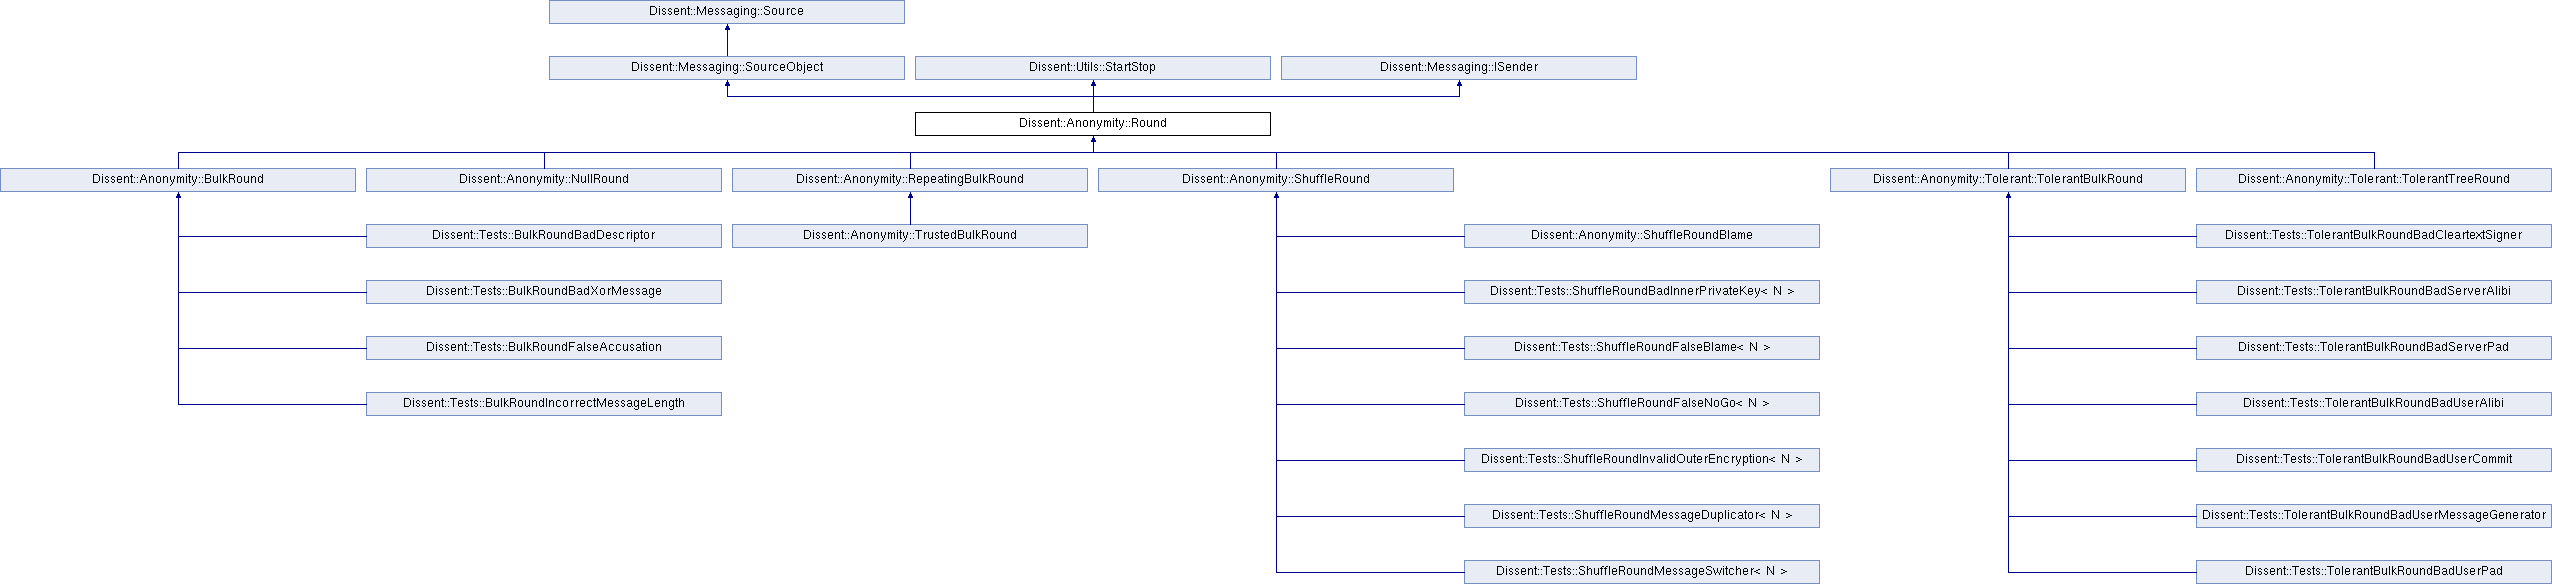 Dissent::Messaging::Source
Dissent::Messaging::SourceObject
Dissent::Utils::StartStop
Dissent::Messaging::ISender
Dissent::Anonymity::Round
Dissent::Anonymity::BulkRound
Dissent::Anonymity::NullRound
Dissent::Anonymity::RepeatingBulkRound
Dissent::Anonymity::ShuffleRound
Dissent::Anonymity::Tolerant::TolerantBulkRound
Dissent::Anonymity::Tolerant::TolerantTreeRound
Dissent::Tests::BulkRoundBadDescriptor
Dissent::Anonymity::TrustedBulkRound
Dissent::Anonymity::ShuffleRoundBlame
Dissent::Tests::TolerantBulkRoundBadCleartextSigner
Dissent::Tests::BulkRoundBadXorMessage
Dissent::Tests::ShuffleRoundBadInnerPrivateKey< N >
Dissent::Tests::TolerantBulkRoundBadServerAlibi
Dissent::Tests::BulkRoundFalseAccusation
Dissent::Tests::ShuffleRoundFalseBlame< N >
Dissent::Tests::TolerantBulkRoundBadServerPad
Dissent::Tests::BulkRoundIncorrectMessageLength
Dissent::Tests::ShuffleRoundFalseNoGo< N >
Dissent::Tests::TolerantBulkRoundBadUserAlibi
Dissent::Tests::ShuffleRoundInvalidOuterEncryption< N >
Dissent::Tests::TolerantBulkRoundBadUserCommit
Dissent::Tests::ShuffleRoundMessageDuplicator< N >
Dissent::Tests::TolerantBulkRoundBadUserMessageGenerator
Dissent::Tests::ShuffleRoundMessageSwitcher< N >
Dissent::Tests::TolerantBulkRoundBadUserPad